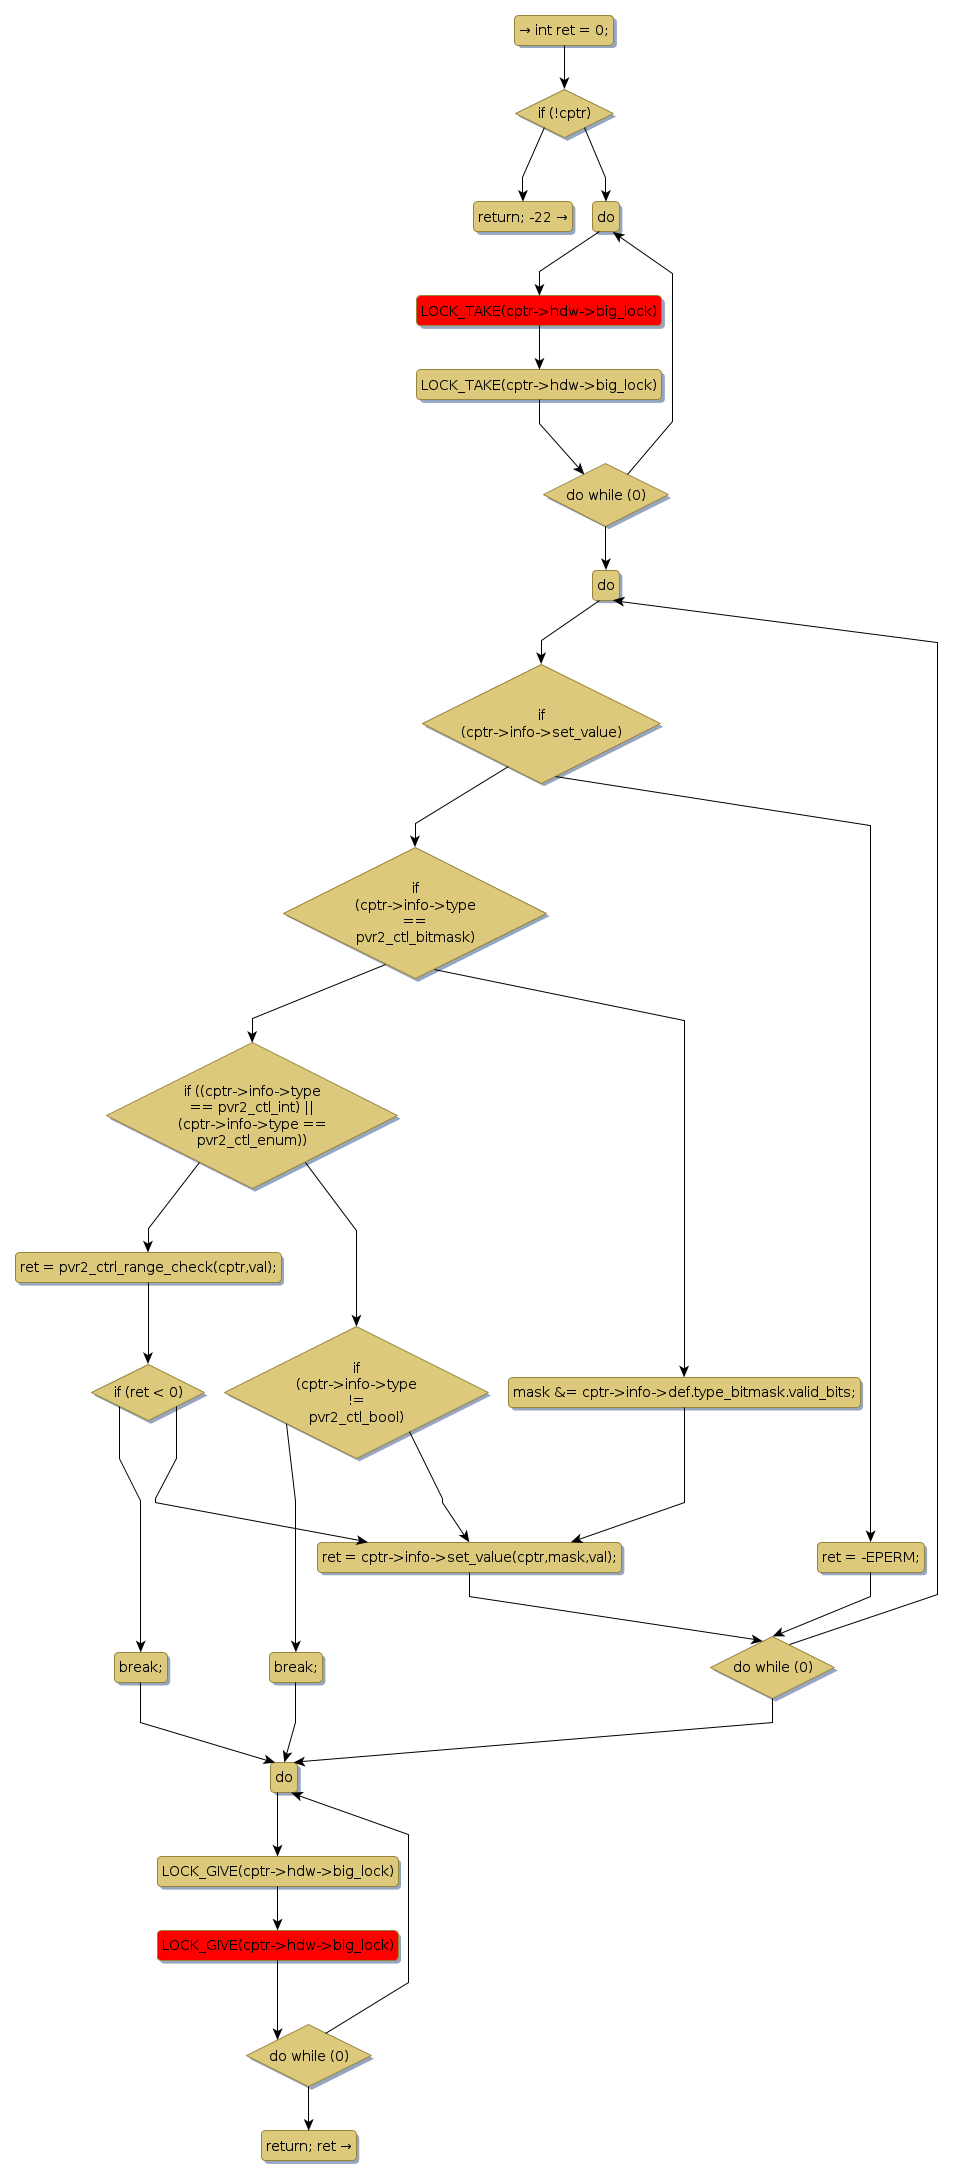 → int ret = 0;
if (!cptr)
return; -22 →
do
LOCK_TAKE(cptr->hdw->big_lock)
LOCK_TAKE(cptr->hdw->big_lock)
do while (0)
do
if
(cptr->info->set_value)
if
(cptr->info->type
==
pvr2_ctl_bitmask)
if ((cptr->info->type
== pvr2_ctl_int) ||
(cptr->info->type ==
pvr2_ctl_enum))
ret = pvr2_ctrl_range_check(cptr,val);
if (ret < 0)
if
(cptr->info->type
!=
pvr2_ctl_bool)
mask &= cptr->info->def.type_bitmask.valid_bits;
ret = cptr->info->set_value(cptr,mask,val);
ret = -EPERM;
break;
break;
do while (0)
do
LOCK_GIVE(cptr->hdw->big_lock)
LOCK_GIVE(cptr->hdw->big_lock)
do while (0)
return; ret →